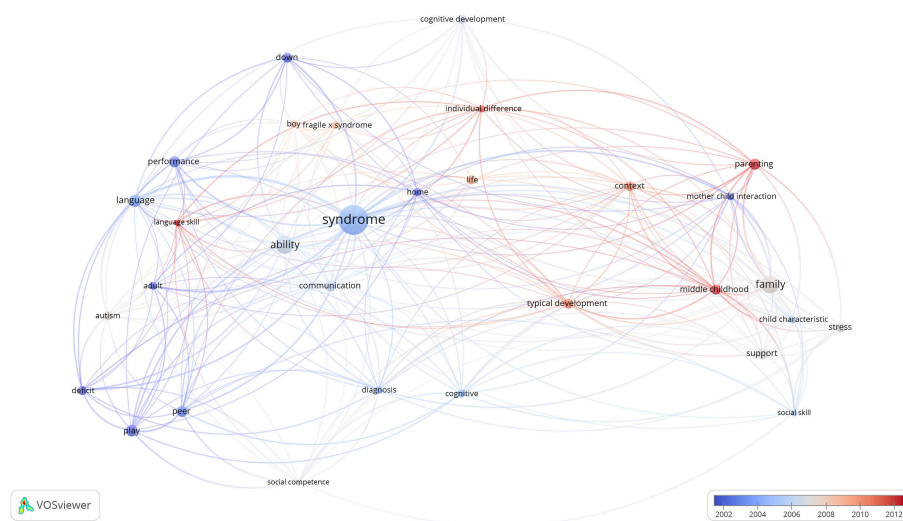 cognitive development
down
individual difference
boy fragile x syndrome
performance
parenting
life
context
home
mother child interaction
language
syndrome
language skill
ability
communication
adult
family
middle childhood
typical development
autism
child characteristic
stress
support
deficit
diagnosis
cognitive
peer
social skill
play
social competence
VOSviewer
2002 2004 2006 2008 2010 2012